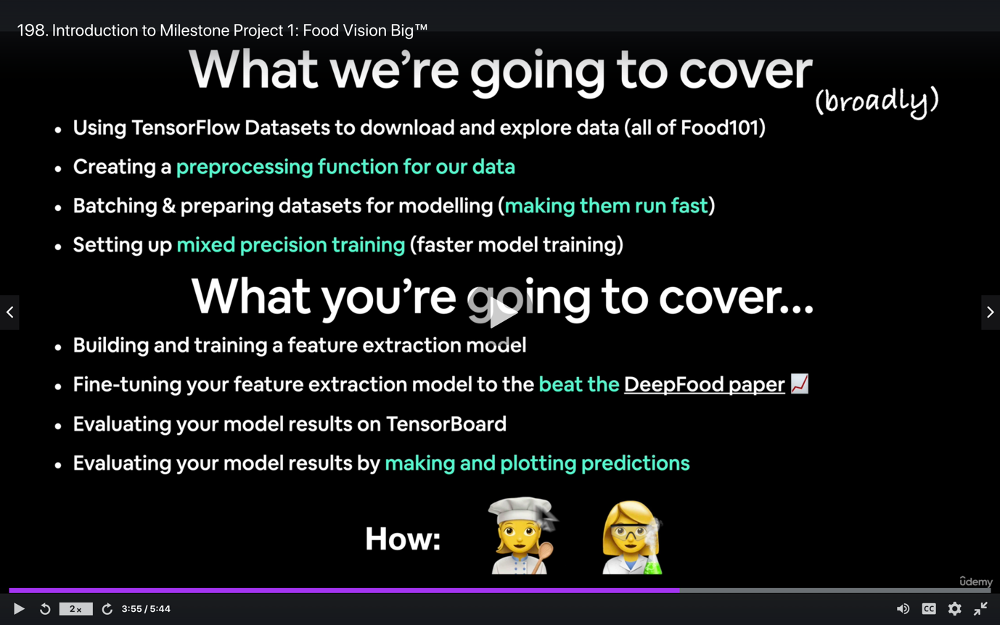 198. Introduction to Milestone Project 1: Food Vision Big™
What we're going to cover
(broadly)
• Using TensorFlow Datasets to download and explore data (all of Food101)
• Creating a preprocessing function for our data
• Batching & preparing datasets for modelling (making them run fast)
• Setting up mixed precision training (faster model training)
What you're going to cover...
• Building and training a feature extraction model
• Fine-tuning your feature extraction model to the beat the DeepFood paper
• Evaluating your model results on TensorBoard
• Evaluating your model results by making and plotting predictions
How:
ûdemy
2x
3:55 / 5:44
CC